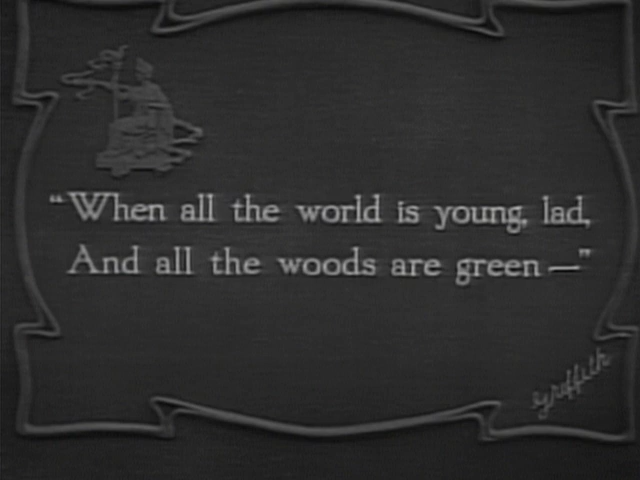 “When all the world is young, lad,
And all the woods are green—”
Griffith